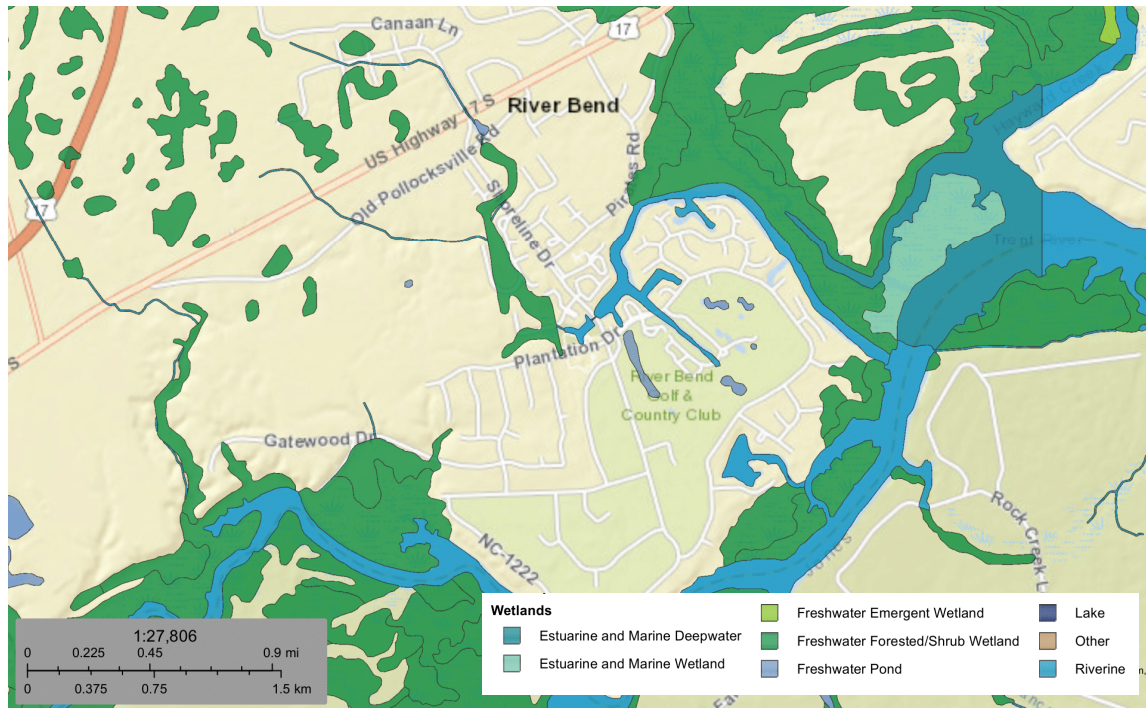 Canaan Ln
17
River Bend
US Highway 17 S
Old Pollocksville Rd
Pirates Rd
Shoreline Dr
17
Trent River
S
Plantation Dr
River Bend
Golf &
Country Club
Gatewood Dr
NC-1222
Rock Creek L
Wetlands
Estuarine and Marine Deepwater
Estuarine and Marine Wetland
Freshwater Emergent Wetland
Freshwater Forested/Shrub Wetland
Freshwater Pond
Lake
Other
Riverine
1:27,806
0 0.225 0.45 0.9 mi
0 0.375 0.75 1.5 km